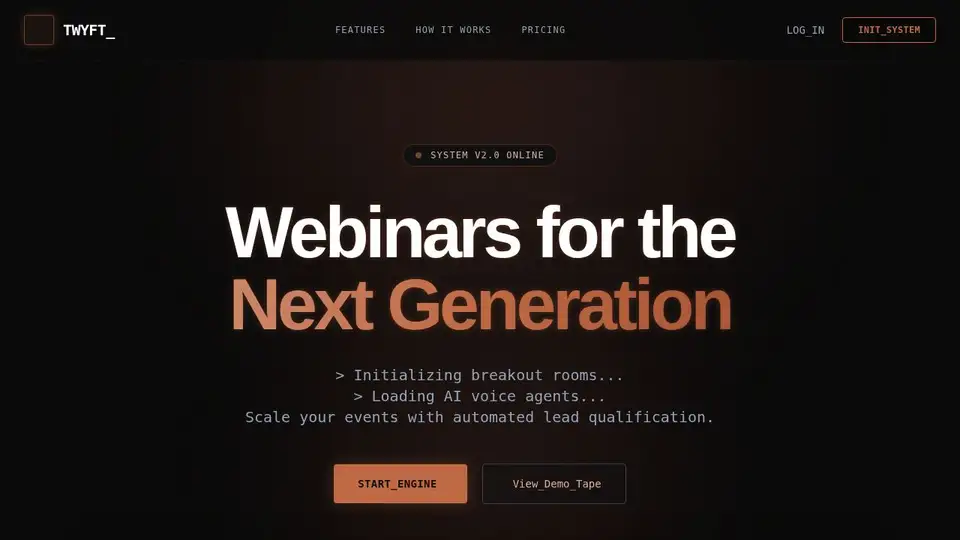 TWYFT_
FEATURES
HOW IT WORKS
PRICING
LOG_IN
INIT_SYSTEM
SYSTEM V2.0 ONLINE
Webinars for the
Next Generation
> Initializing breakout rooms...
> Loading AI voice agents...
Scale your events with automated lead qualification.
START_ENGINE
View_Demo_Tape